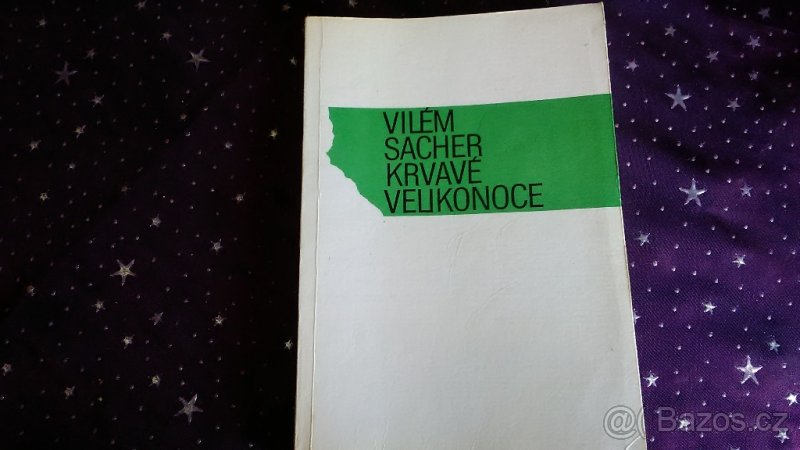 VILÉM
SACHER
KRVAVÉ
VELIKONOCE
@ Bazos.cz